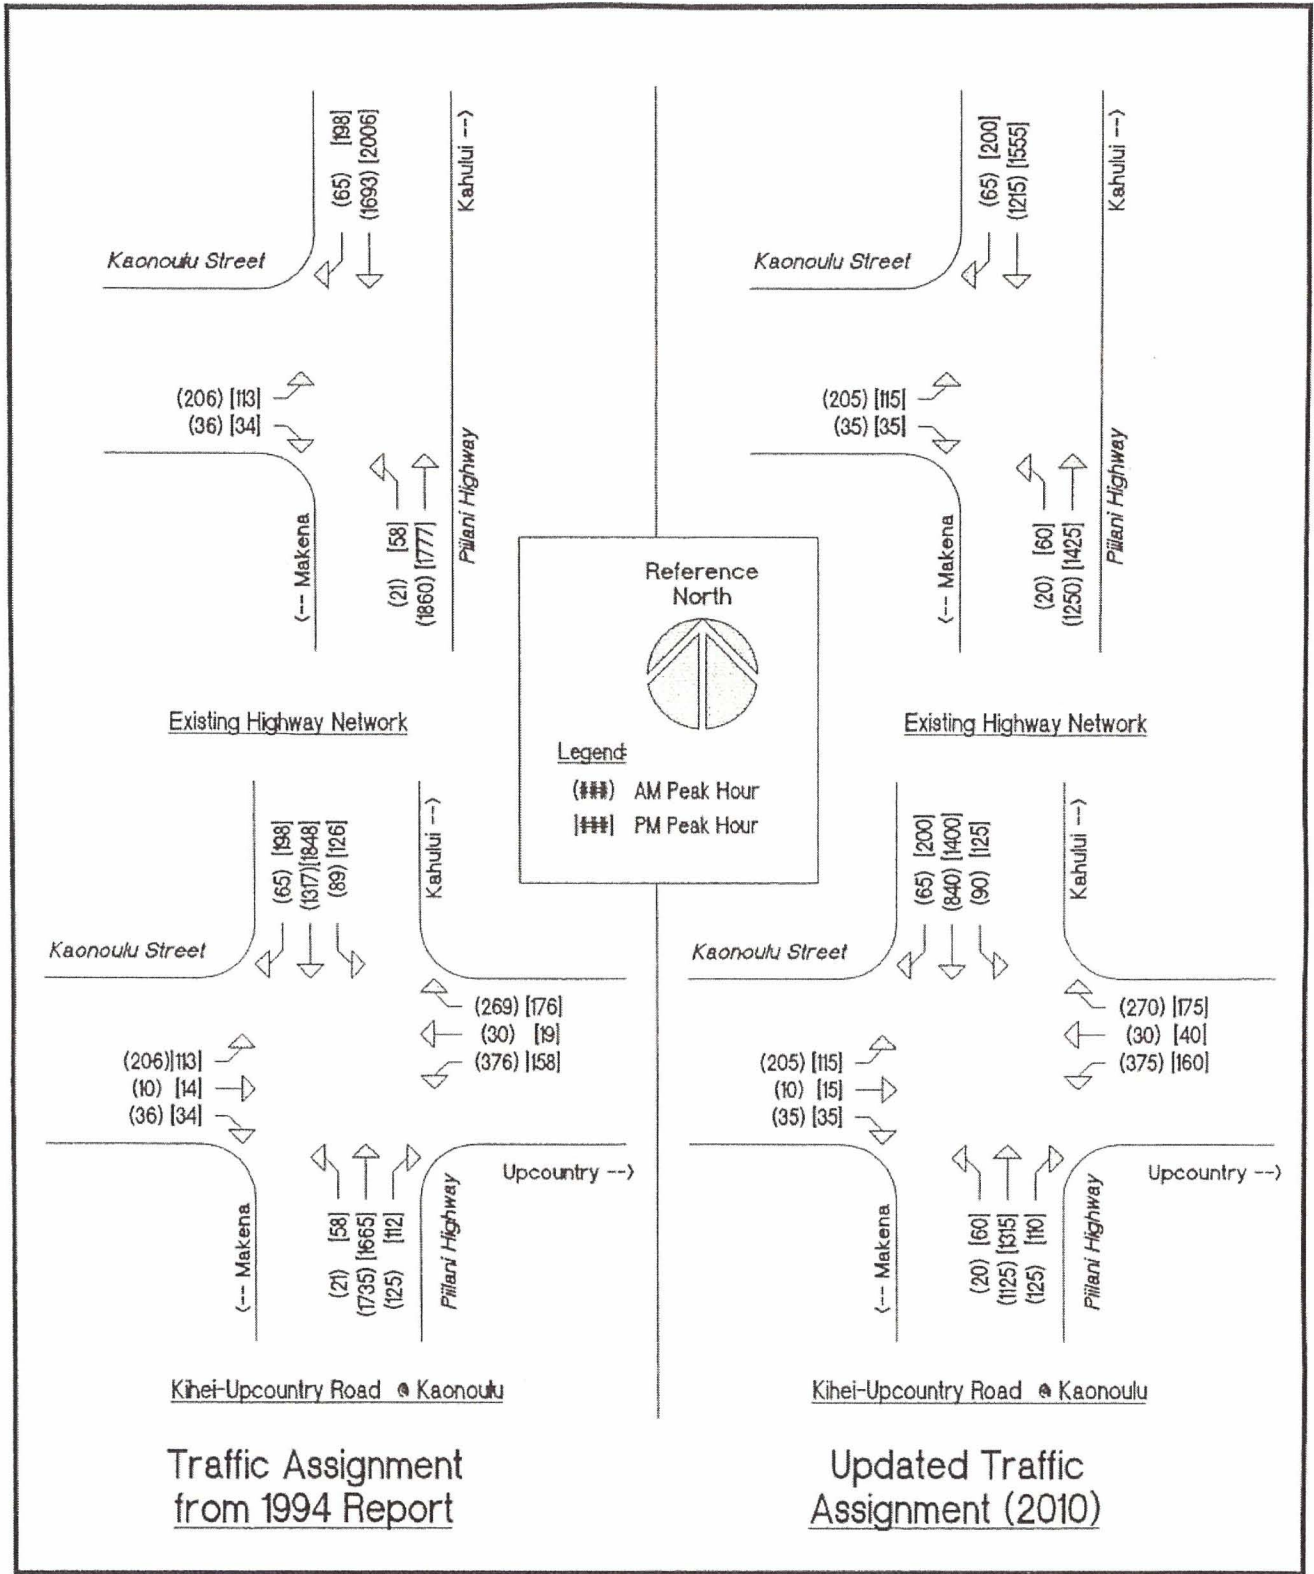 (65) [198]
(1693) [2006]
Kahului -->
Kaonoulu Street
(206) [113]
(36) [34]
<-- Makena
(21) [58]
(1860) [1777]
Piilani Highway
Existing Highway Network
(65) [200]
(1215) [1555]
Kahului -->
Kaonoulu Street
(205) [115]
(35) [35]
<-- Makena
(20) [60]
(1250) [1425]
Piilani Highway
Existing Highway Network
Reference
North
Legend:
(###) AM Peak Hour
[###] PM Peak Hour
(65) [198]
(1317) [1848]
(89) [126]
Kahului -->
Kaonoulu Street
(269) [176]
(30) [19]
(376) [158]
(206) [113]
(10) [14]
(36) [34]
Upcountry -->
<-- Makena
(21) [58]
(1735) [1665]
(125) [112]
Piilani Highway
Kihei-Upcountry Road @ Kaonoulu
Traffic Assignment
from 1994 Report
(65) [200]
(840) [1400]
(90) [125]
Kahului -->
Kaonoulu Street
(270) [175]
(30) [40]
(375) [160]
(205) [115]
(10) [15]
(35) [35]
Upcountry -->
<-- Makena
(20) [60]
(1125) [1315]
(125) [110]
Piilani Highway
Kihei-Upcountry Road @ Kaonoulu
Updated Traffic
Assignment (2010)